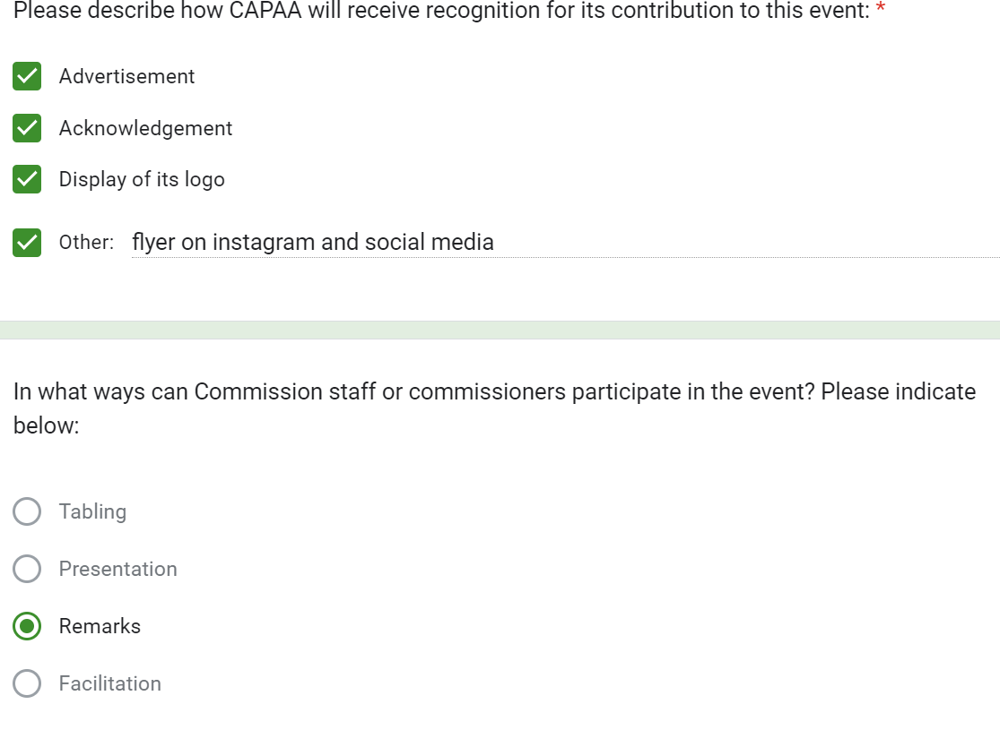 Please describe how CAPAA will receive recognition for its contribution to this event: *
Advertisement
Acknowledgement
Display of its logo
Other: flyer on instagram and social media
In what ways can Commission staff or commissioners participate in the event? Please indicate
below:
Tabling
Presentation
Remarks
Facilitation